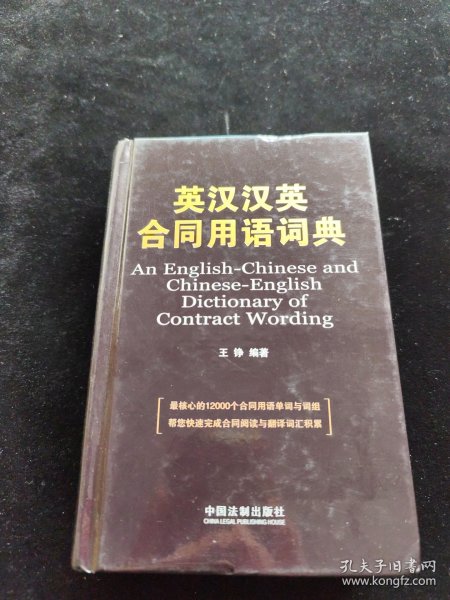 英汉汉英
合同用语词典
An English-Chinese and
Chinese-English
Dictionary of
Contract Wording
王 铮 编著
最核心的12000个合同用语单词与词组
帮您快速完成合同阅读与翻译词汇积累
中国法制出版社
CHINA LEGAL PUBLISHING HOUSE
孔夫子旧书网
www.kongfz.com